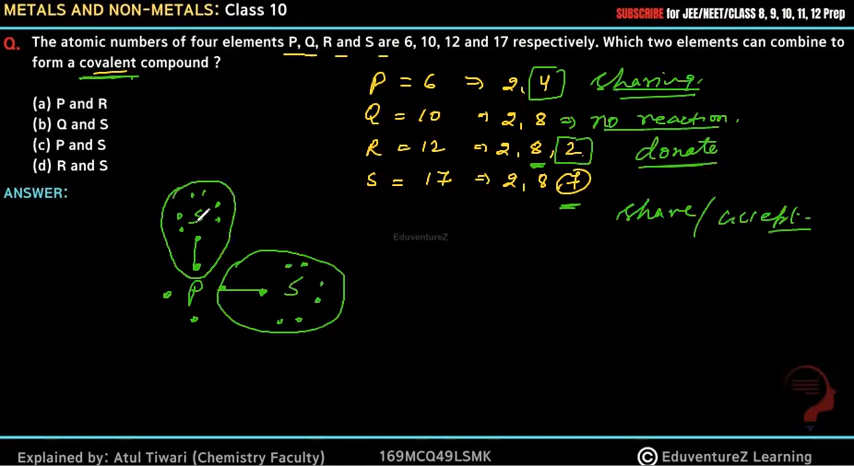 METALS AND NON-METALS: Class 10
SUBSCRIBE for JEE/NEET/CLASS 8, 9, 10, 11, 12 Prep
Q. The atomic numbers of four elements P, Q, R and S are 6, 10, 12 and 17 respectively. Which two elements can combine to
form a covalent compound ?
(a) P and R
(b) Q and S
(c) P and S
(d) R and S
ANSWER:
P = 6 ⇒ 2, 4 sharing.
Q = 10 → 2, 8 ⇒ no reaction.
R = 12 ⇒ 2, 8, 2 donate
S = 17 ⇒ 2, 8 7
share/accept.
S
P S
EduventureZ
Explained by: Atul Tiwari (Chemistry Faculty)
169MCQ49LSMK
© EduventureZ Learning